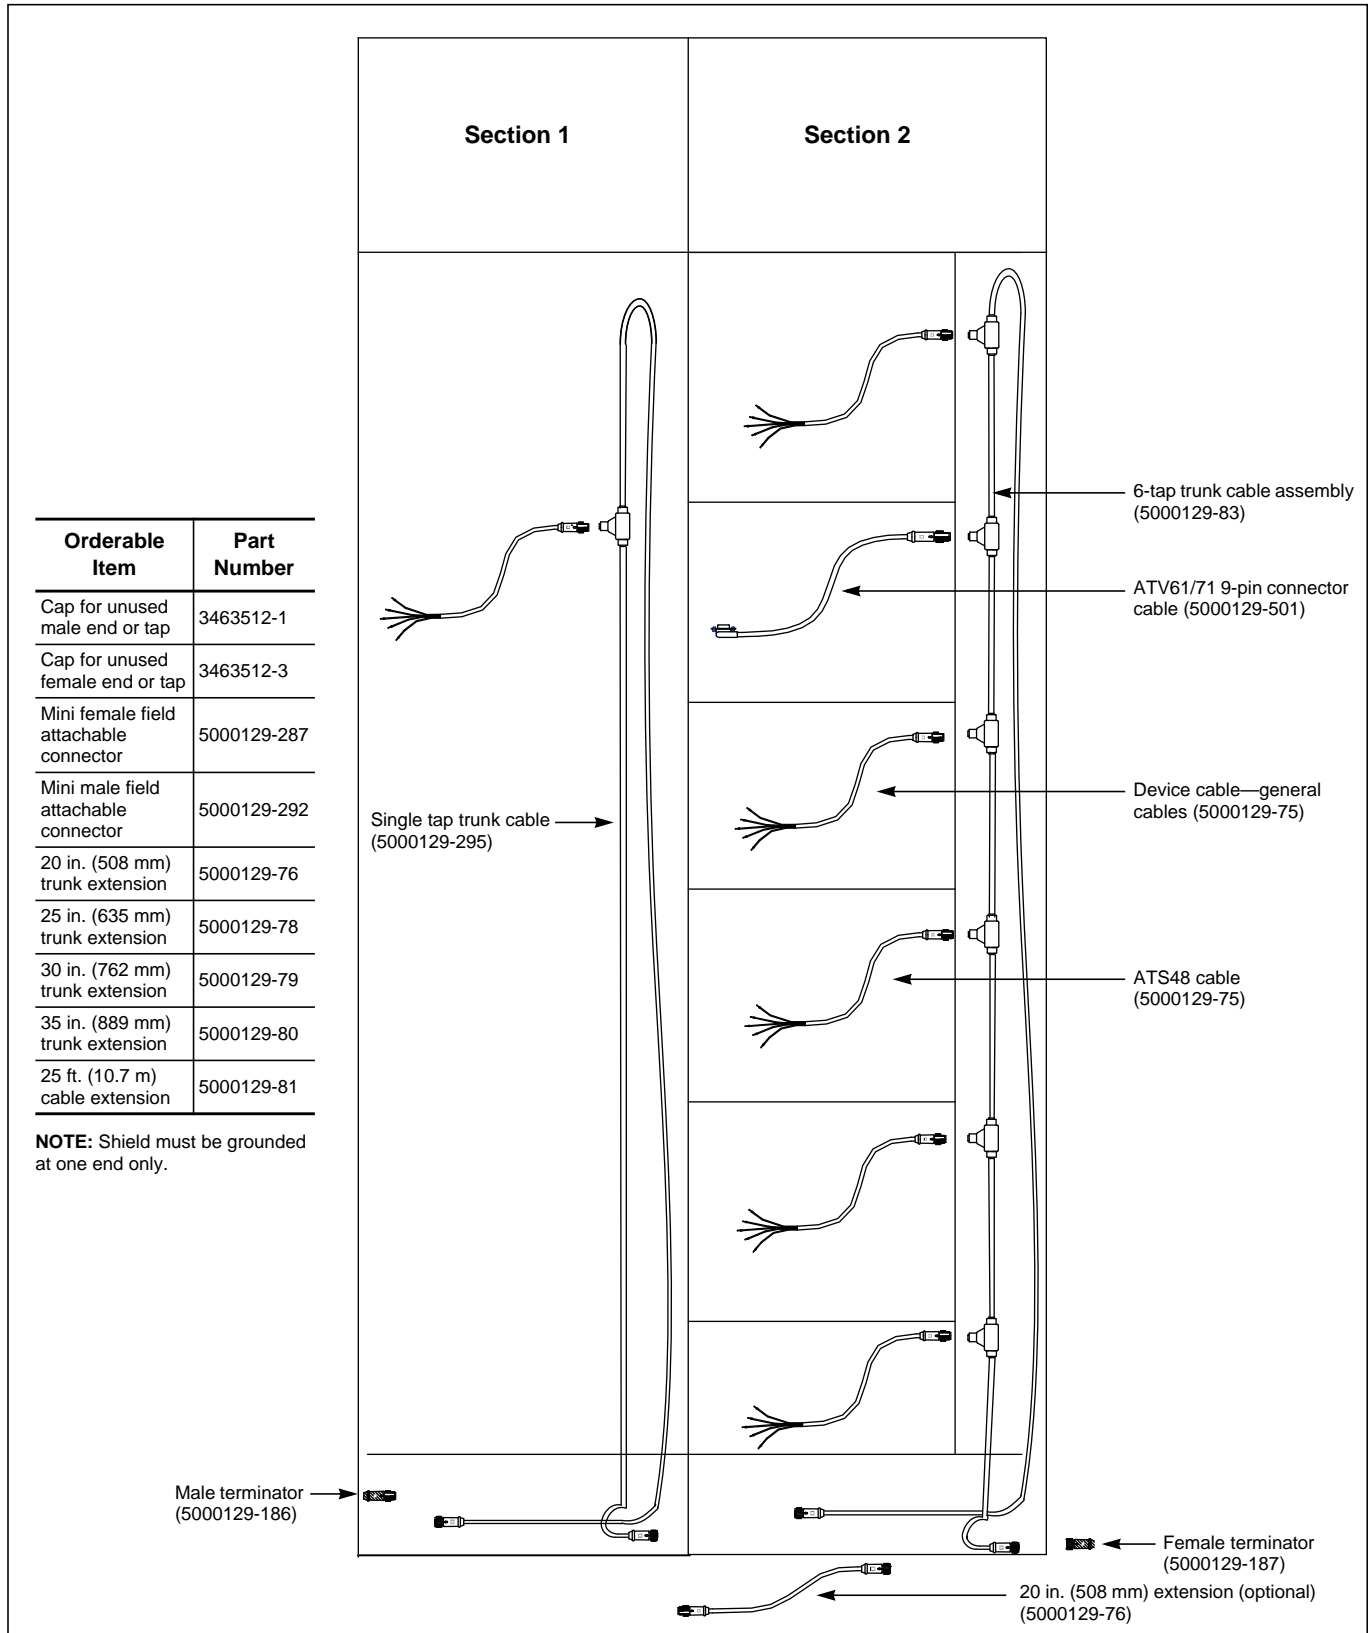 Section 1
Section 2
6-tap trunk cable assembly
(5000129-83)
ATV61/71 9-pin connector
cable (5000129-501)
Device cable—general
cables (5000129-75)
ATS48 cable
(5000129-75)
Single tap trunk cable
(5000129-295)
Orderable
Item
Part
Number
Cap for unused
male end or tap
3463512-1
Cap for unused
female end or tap
3463512-3
Mini female field
attachable
connector
5000129-287
Mini male field
attachable
connector
5000129-292
20 in. (508 mm)
trunk extension
5000129-76
25 in. (635 mm)
trunk extension
5000129-78
30 in. (762 mm)
trunk extension
5000129-79
35 in. (889 mm)
trunk extension
5000129-80
25 ft. (10.7 m)
cable extension
5000129-81
NOTE: Shield must be grounded
at one end only.
Male terminator
(5000129-186)
Female terminator
(5000129-187)
20 in. (508 mm) extension (optional)
(5000129-76)